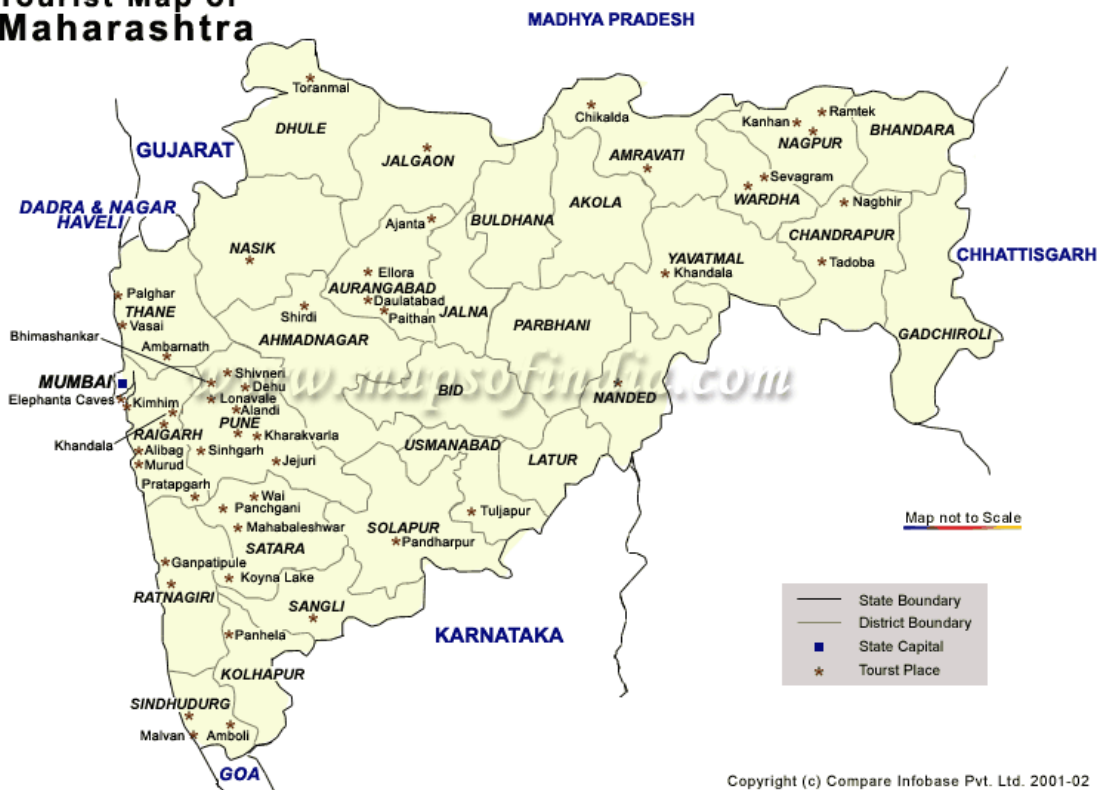 Tourist Map of
Maharashtra
MADHYA PRADESH
Toranmal
DHULE
GUJARAT
JALGAON
Chikalda
AMRAVATI
Kanhan
Ramtek
NAGPUR
BHANDARA
Sevagram
WARDHA
Nagbhir
DADRA & NAGAR
HAVELI
Ajanta
BULDHANA
AKOLA
CHANDRAPUR
NASIK
YAVATMAL
Khandala
Tadoba
CHHATTISGARH
Ellora
AURANGABAD
Daulatabad
Paithan
JALNA
Palghar
THANE
Vasai
Shirdi
AHMADNAGAR
PARBHANI
GADCHIROLI
Bhimashankar
Ambarnath
www.mapsofindia.com
MUMBAI
Shivneri
Dehu
Elephanta Caves
Kimhim
Lonavale
Alandi
BID
NANDED
Khandala
RAIGARH
PUNE
Kharakvarla
Alibag
Sinhgarh
Murud
Jejuri
USMANABAD
LATUR
Pratapgarh
Wai
Panchgani
Mahabaleshwar
SATARA
SOLAPUR
Pandharpur
Tuljapur
Map not to Scale
Ganpatipule
Koyna Lake
RATNAGIRI
SANGLI
Panhela
KARNATAKA
KOLHAPUR
SINDHUDURG
Malvan
Amboli
GOA
State Boundary
District Boundary
State Capital
Tourst Place
Copyright (c) Compare Infobase Pvt. Ltd. 2001-02